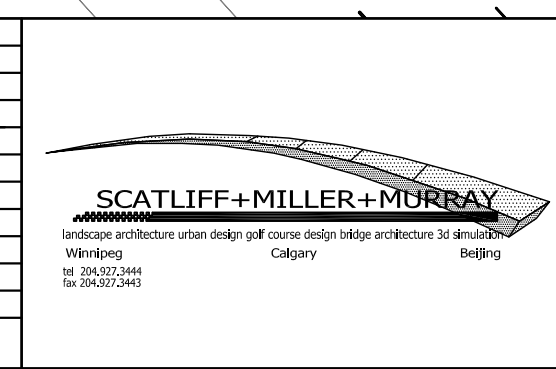 SCATLIFF+MILLER+MURRAY
landscape architecture urban design golf course design bridge architecture 3d simulation
Winnipeg Calgary Beijing
tel 204.927.3444
fax 204.927.3443